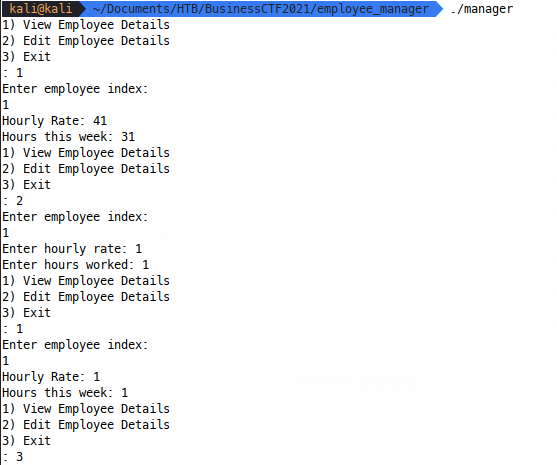 kali@kali ~/Documents/HTB/BusinessCTF2021/employee_manager ./manager
1) View Employee Details
2) Edit Employee Details
3) Exit
: 1
Enter employee index:
1
Hourly Rate: 41
Hours this week: 31
1) View Employee Details
2) Edit Employee Details
3) Exit
: 2
Enter employee index:
1
Enter hourly rate: 1
Enter hours worked: 1
1) View Employee Details
2) Edit Employee Details
3) Exit
: 1
Enter employee index:
1
Hourly Rate: 1
Hours this week: 1
1) View Employee Details
2) Edit Employee Details
3) Exit
: 3